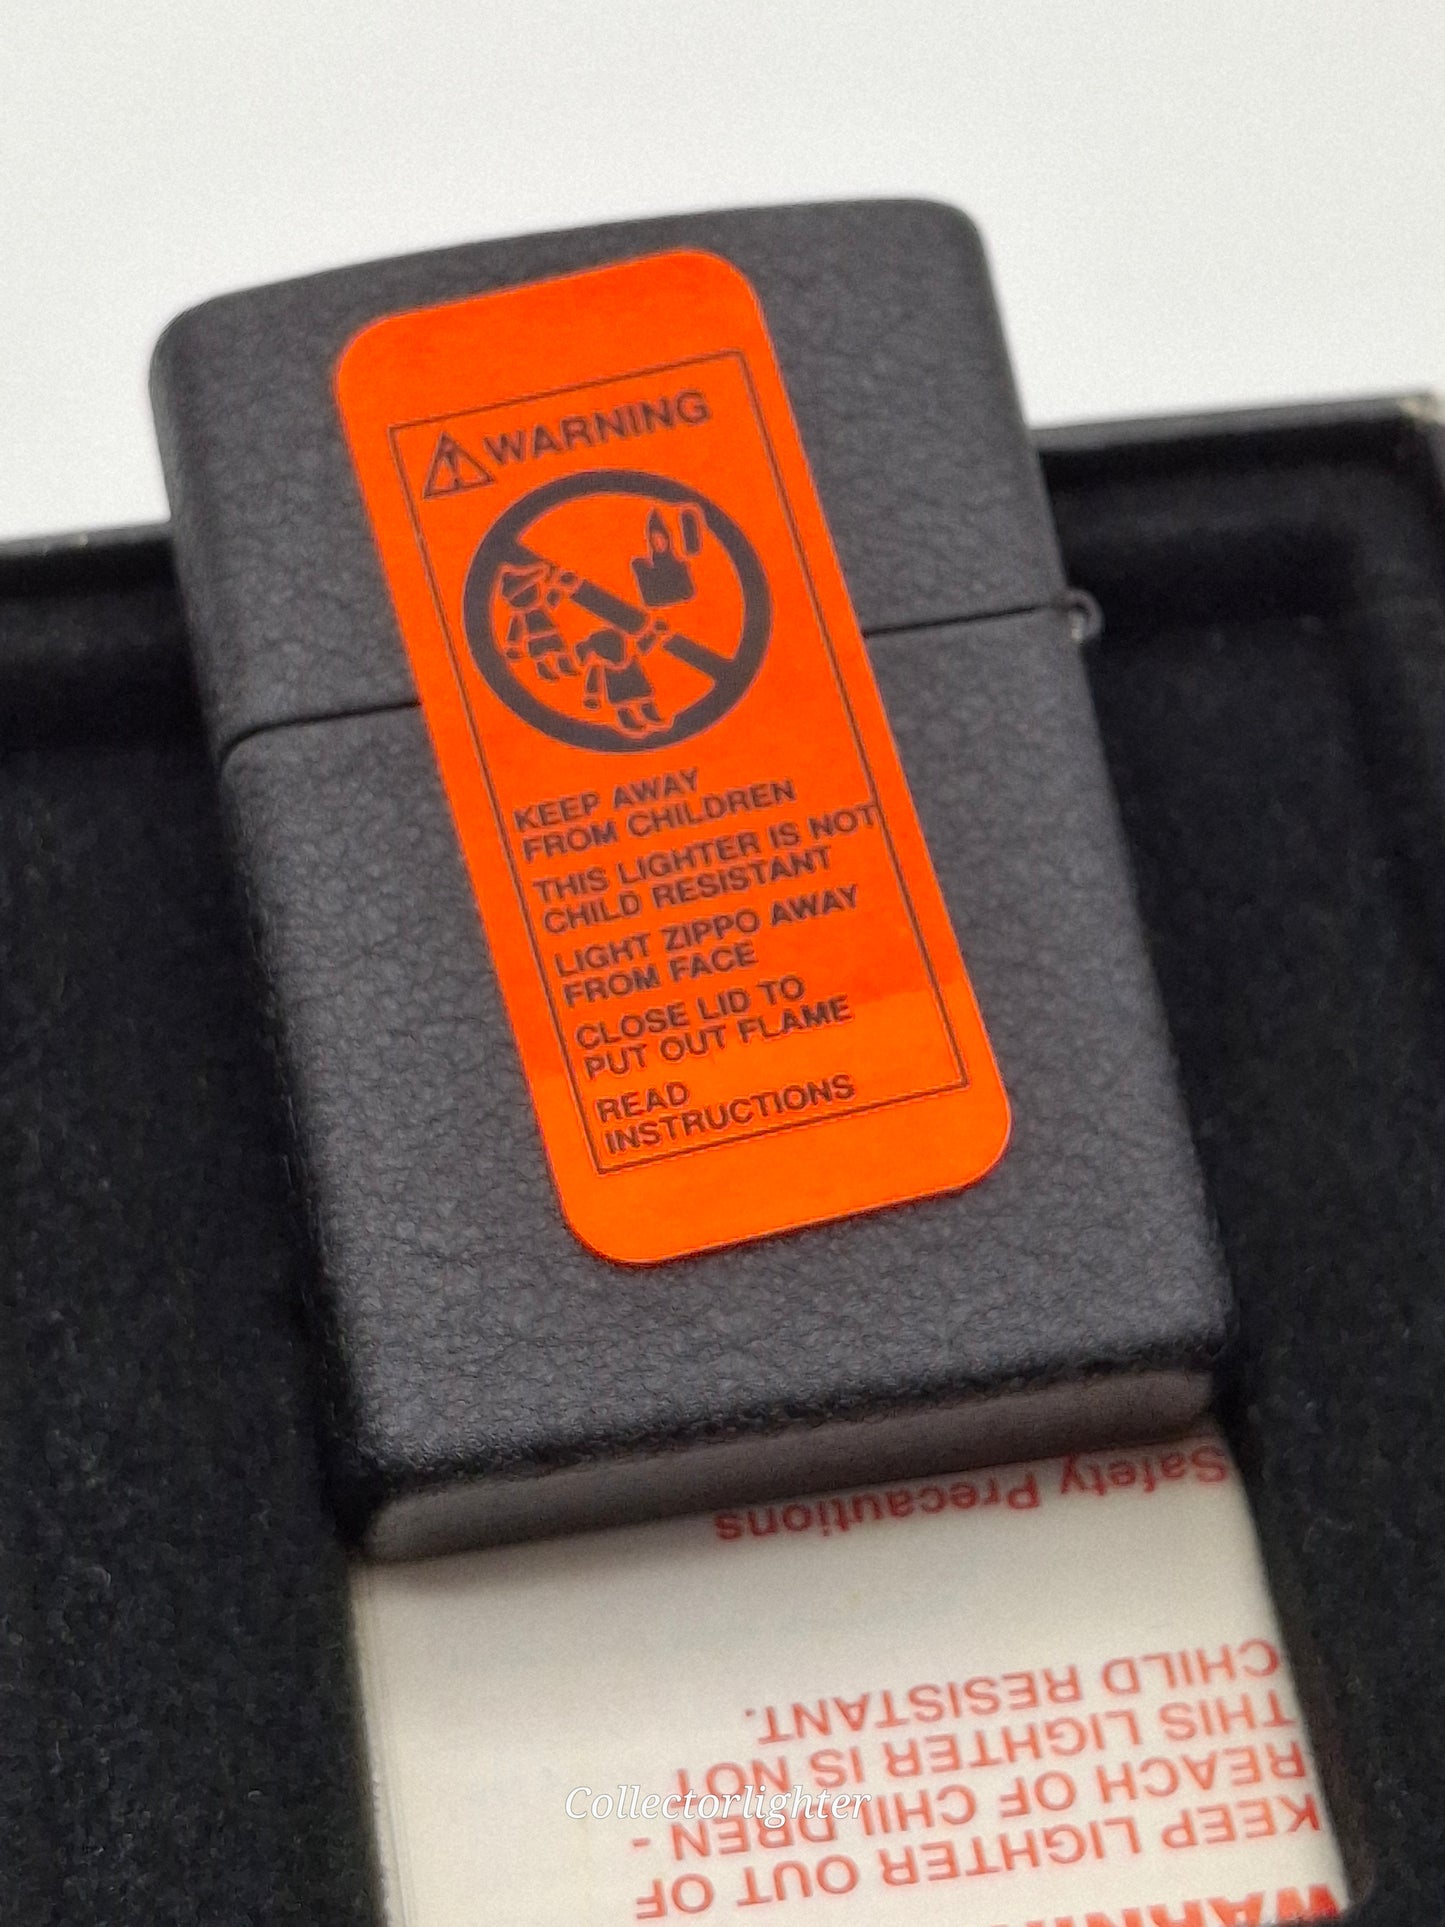 WARNING
KEEP AWAY
FROM CHILDREN
THIS LIGHTER IS NOT
CHILD RESISTANT
LIGHT ZIPPO AWAY
FROM FACE
CLOSE LID TO
PUT OUT FLAME
READ
INSTRUCTIONS
KEEP LIGHTER OUT OF
REACH OF CHILDREN -
THIS LIGHTER IS NOT
CHILD RESISTANT.
Safety Precautions
Collectorlighter